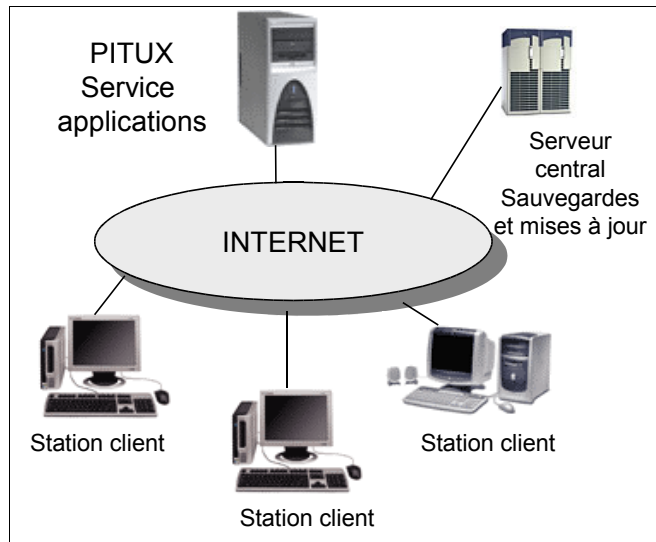 PITUX
Service
applications
Serveur
central
Sauvegardes
et mises à jour
INTERNET
Station client
Station client
Station client